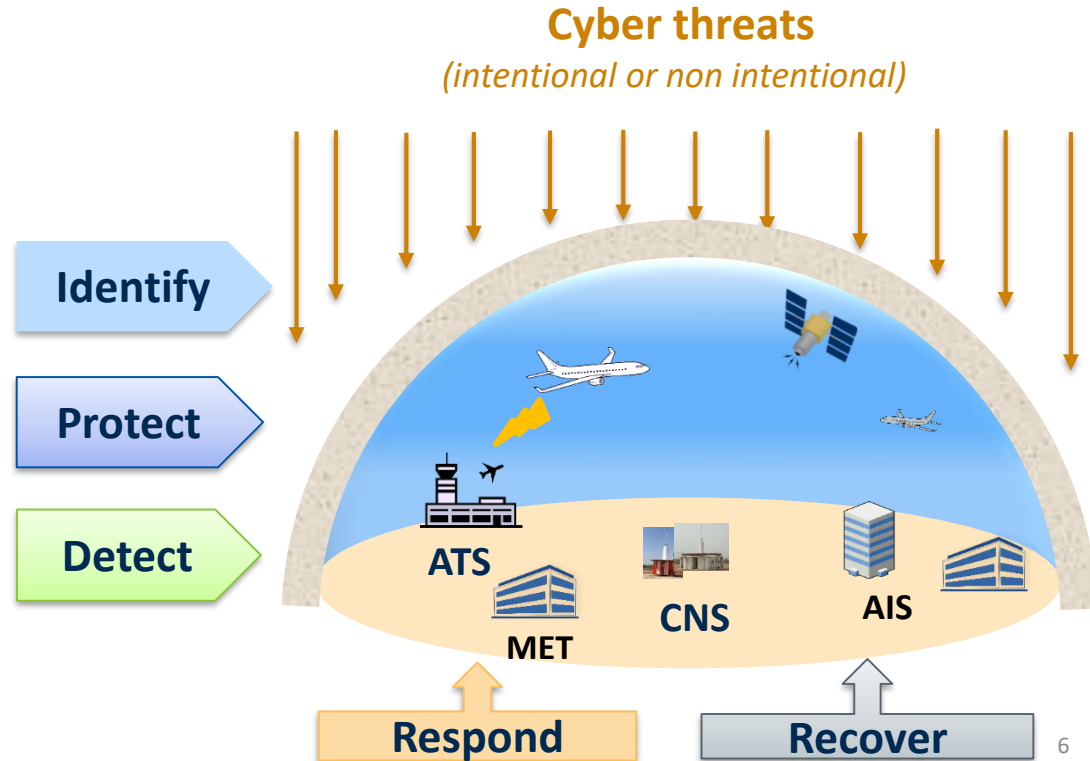 Cyber threats
(intentional or non intentional)
Identify
Protect
Detect
ATS
MET
CNS
AIS
Respond
Recover
6